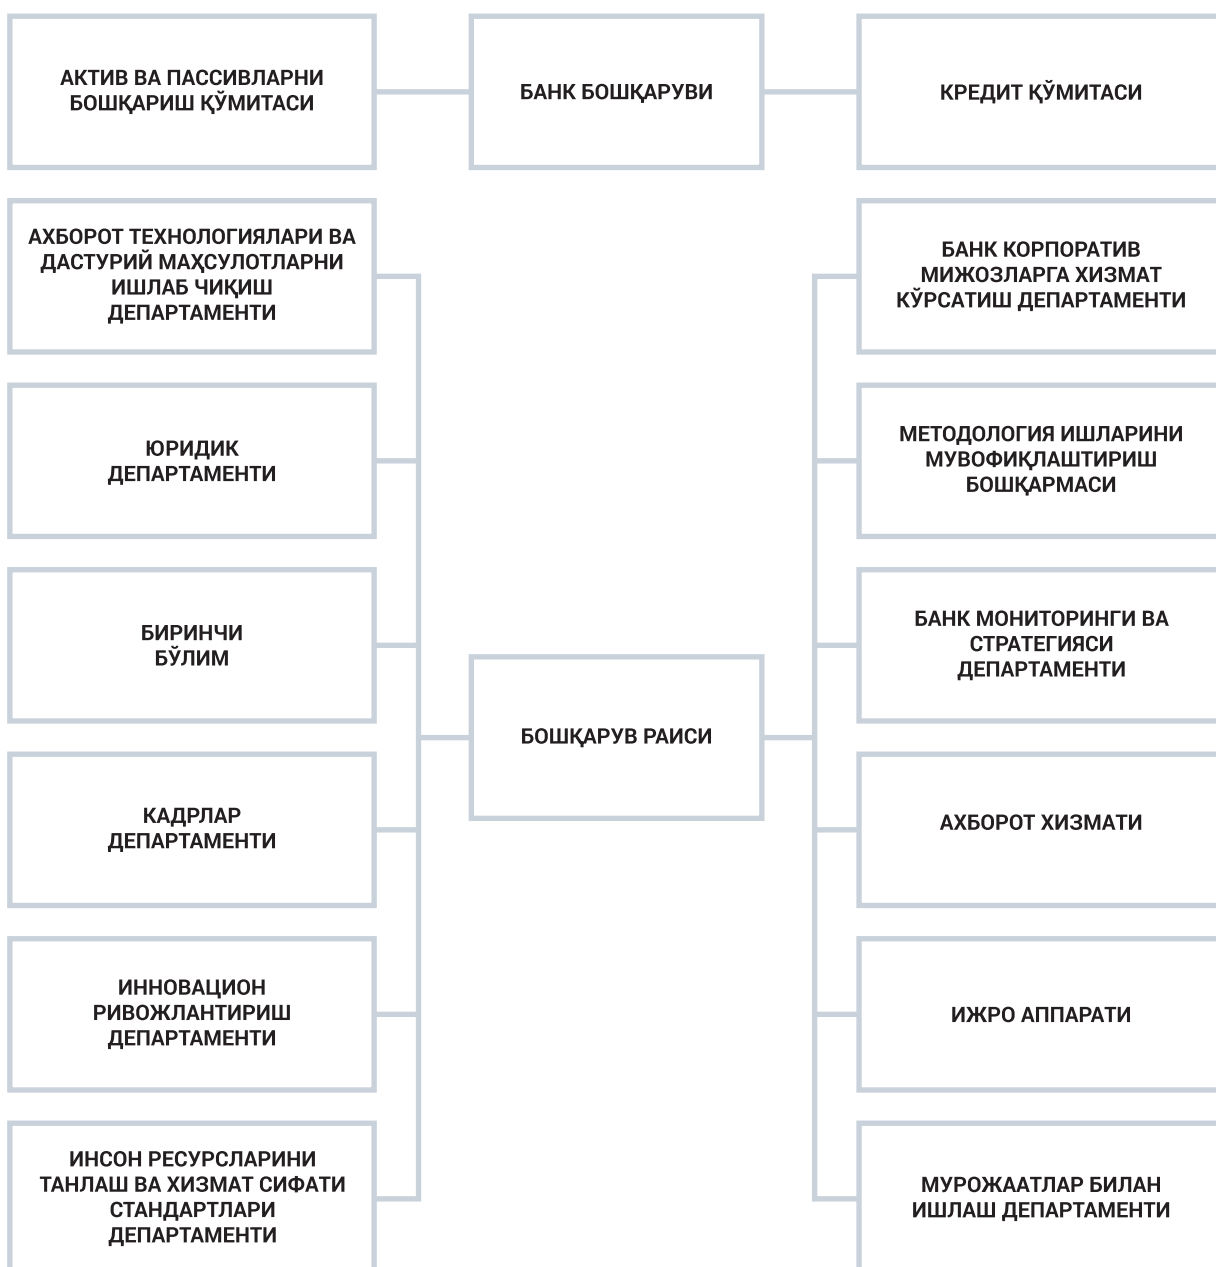 АКТИВ ВА ПАССИВЛАРНИ
БОШҚАРИШ ҚЎМИТАСИ
БАНК БОШҚАРУВИ
КРЕДИТ ҚЎМИТАСИ
АХБОРОТ ТЕХНОЛОГИЯЛАРИ ВА
ДАСТУРИЙ МАҲСУЛОТЛАРНИ
ИШЛАБ ЧИҚИШ
ДЕПАРТАМЕНТИ
ЮРИДИК
ДЕПАРТАМЕНТИ
БИРИНЧИ
БЎЛИМ
КАДРЛАР
ДЕПАРТАМЕНТИ
ИННОВАЦИОН
РИВОЖЛАНТИРИШ
ДЕПАРТАМЕНТИ
ИНСОН РЕСУРСЛАРИНИ
ТАНЛАШ ВА ХИЗМАТ СИФАТИ
СТАНДАРТЛАРИ
ДЕПАРТАМЕНТИ
БОШҚАРУВ РАИСИ
БАНК КОРПОРАТИВ
МИЖОЗЛАРГА ХИЗМАТ
КЎРСАТИШ ДЕПАРТАМЕНТИ
МЕТОДОЛОГИЯ ИШЛАРИНИ
МУВОФИҚЛАШТИРИШ
БОШҚАРМАСИ
БАНК МОНИТОРИНГИ ВА
СТРАТЕГИЯСИ
ДЕПАРТАМЕНТИ
АХБОРОТ ХИЗМАТИ
ИЖРО АППАРАТИ
МУРОЖААТЛАР БИЛАН
ИШЛАШ ДЕПАРТАМЕНТИ